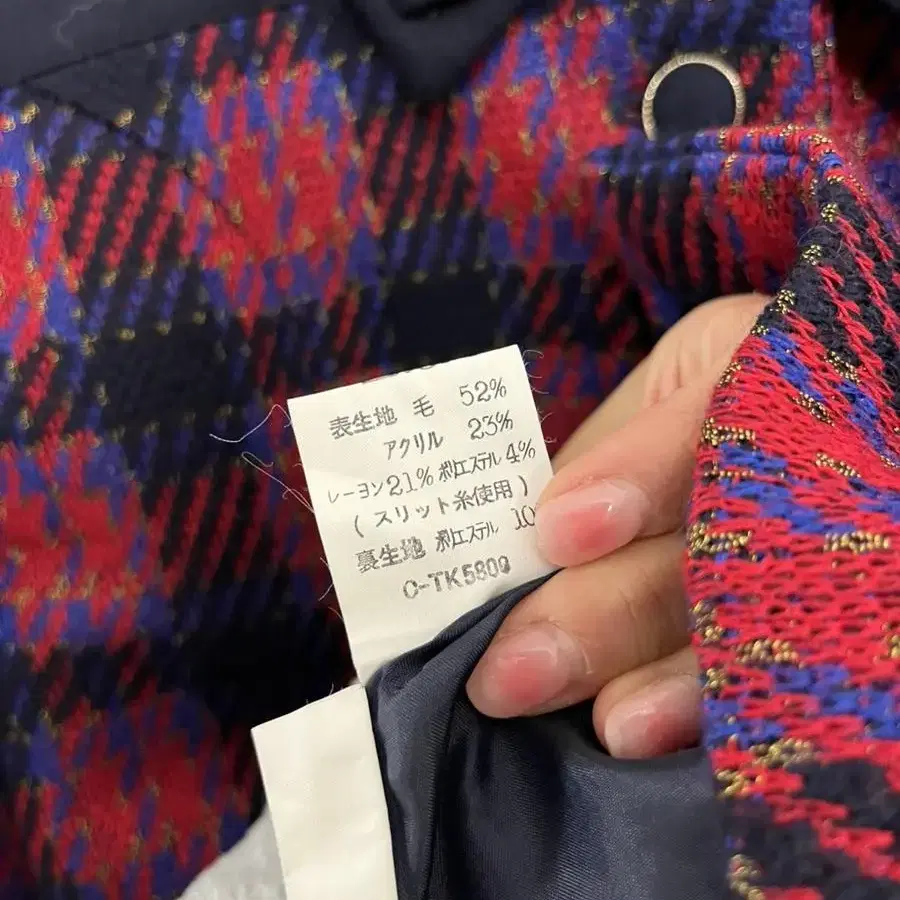 表生地 毛 52%
アクリル 23%
レーヨン21% ポリエステル4%
(スリット糸使用)
裏生地 ポリエステル 10
C-TK5800